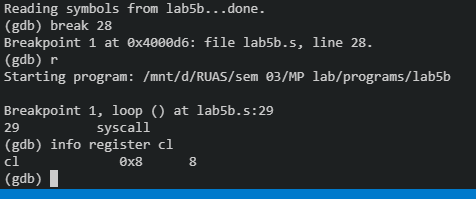 Reading symbols from lab5b...done.
(gdb) break 28
Breakpoint 1 at 0x4000d6: file lab5b.s, line 28.
(gdb) r
Starting program: /mnt/d/RUAS/sem 03/MP lab/programs/lab5b

Breakpoint 1, loop () at lab5b.s:29
29          syscall
(gdb) info register cl
cl             0x8      8
(gdb)